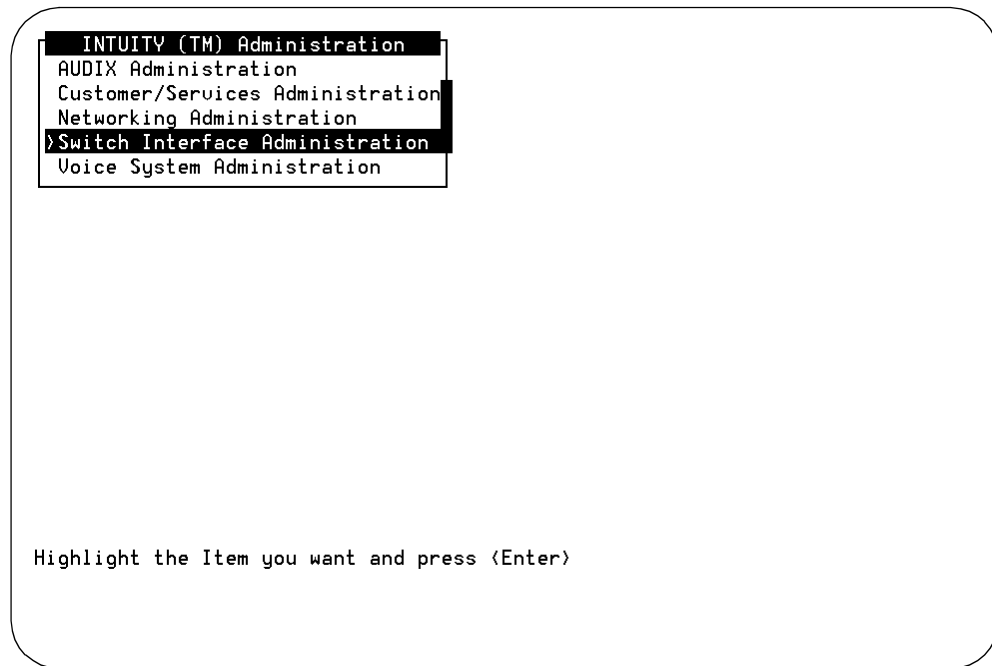 INTUITY (TM) Administration
AUDIX Administration
Customer/Services Administration
Networking Administration
>Switch Interface Administration
Voice System Administration
Highlight the Item you want and press <Enter>